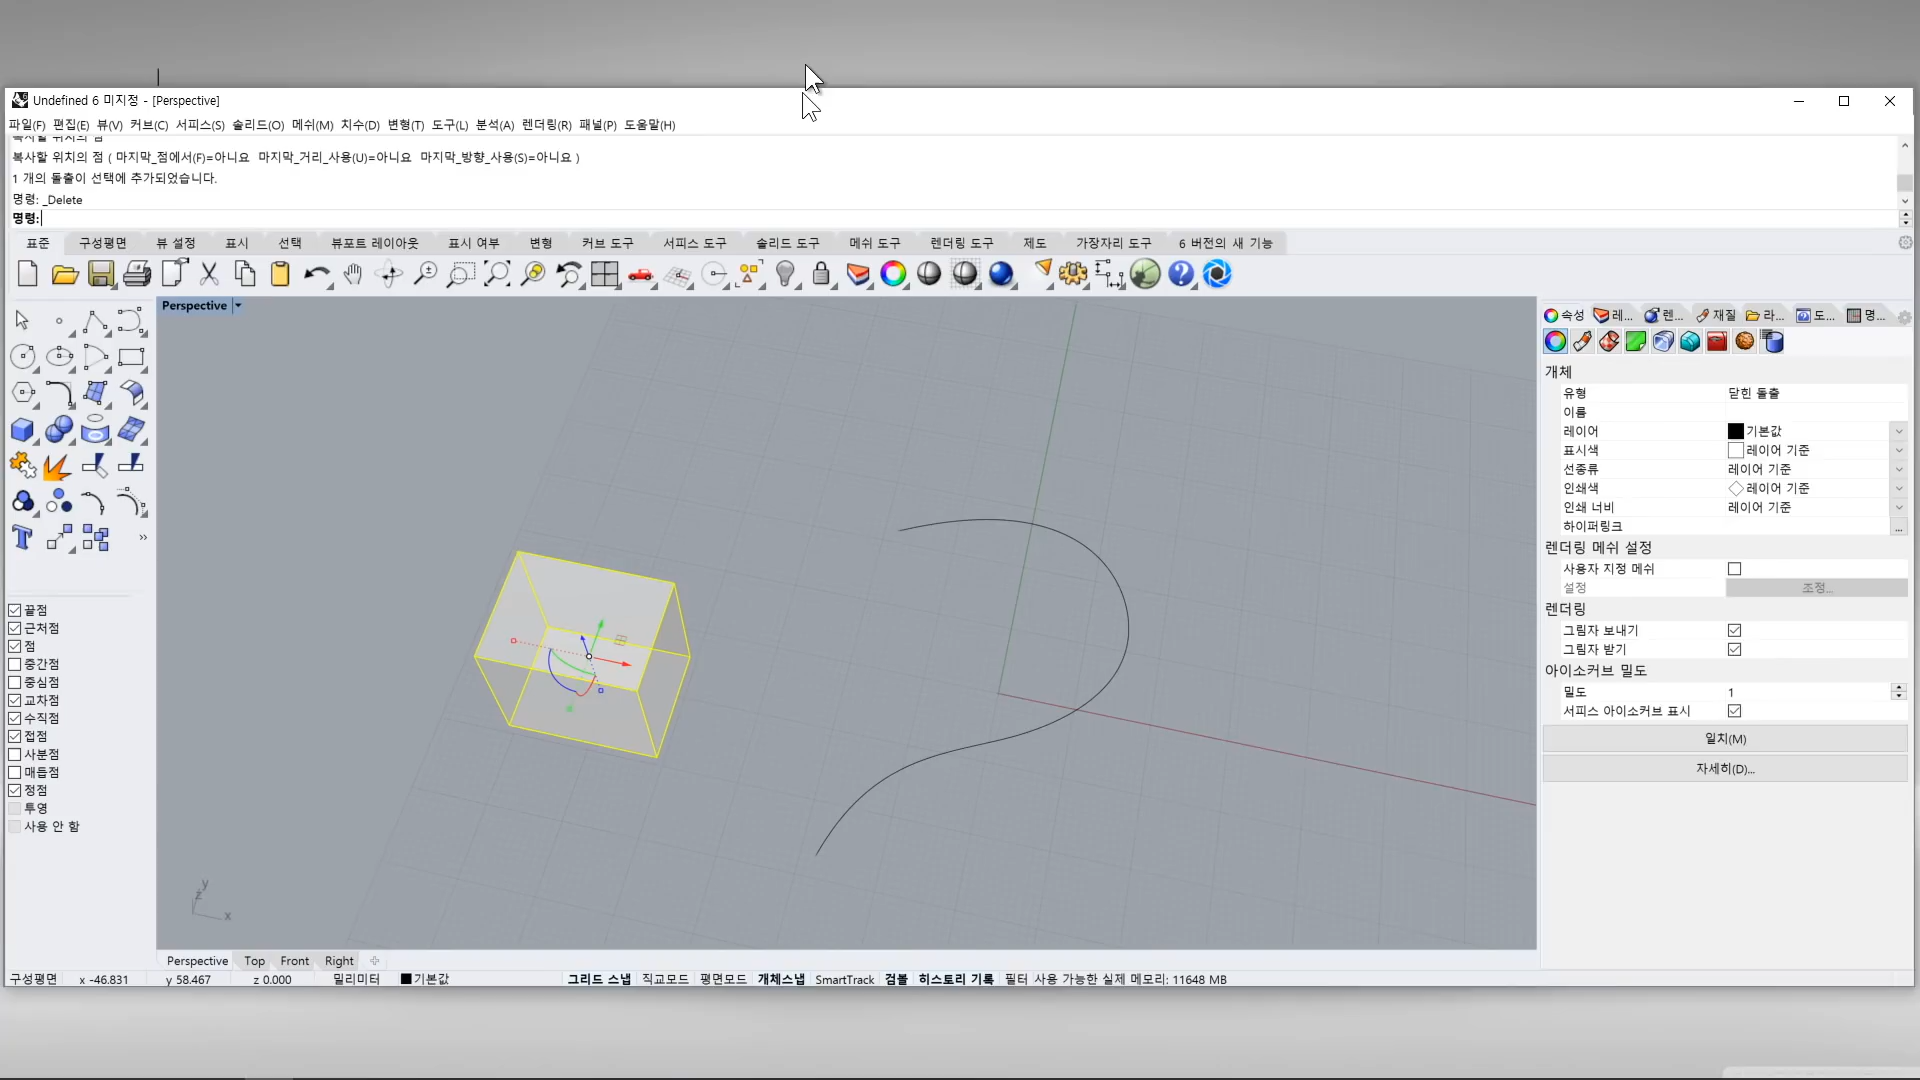 Undefined 6 미지정 - [Perspective]
파일(F) 편집(E) 뷰(V) 커브(C) 서피스(S) 솔리드(O) 메쉬(M) 치수(D) 변형(T) 도구(L) 분석(A) 렌더링(R) 패널(P) 도움말(H)
복사할 위치의 점
복사할 위치의 점 ( 마지막_점에서(F)=아니요 마지막_거리_사용(U)=아니요 마지막_방향_사용(S)=아니요 )
1 개의 돌출이 선택에 추가되었습니다.
명령: _Delete
명령:
표준 구성평면 뷰 설정 표시 선택 뷰포트 레이아웃 표시 여부 변형 커브 도구 서피스 도구 솔리드 도구 메쉬 도구 렌더링 도구 제도 가장자리 도구 6 버전의 새 기능
Perspective
속성 레... 렌... 재질 라... 도... 명...
개체
유형 닫힌 돌출
이름
레이어 기본값
표시색 레이어 기준
선종류 레이어 기준
인쇄색 레이어 기준
인쇄 너비 레이어 기준
하이퍼링크 ...
렌더링 메쉬 설정
사용자 지정 메쉬
설정 조정...
렌더링
그림자 보내기
그림자 받기
아이소커브 밀도
밀도 1
서피스 아이소커브 표시
일치(M)
자세히(D)...
끝점
근처점
점
중간점
중심점
교차점
수직점
접점
사분점
매듭점
정점
투영
사용 안 함
y
z
x
Perspective Top Front Right
구성평면 x -46.831 y 58.467 z 0.000 밀리미터 기본값 그리드 스냅 직교모드 평면모드 개체스냅 SmartTrack 검볼 히스토리 기록 필터 사용 가능한 실제 메모리: 11648 MB